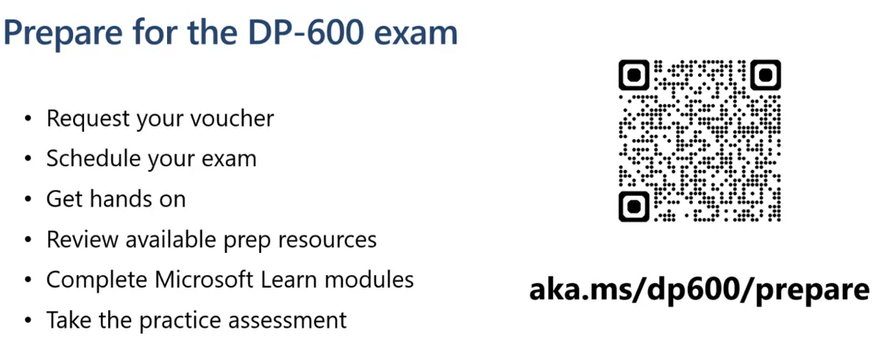 Prepare for the DP-600 exam
• Request your voucher
• Schedule your exam
• Get hands on
• Review available prep resources
• Complete Microsoft Learn modules
• Take the practice assessment
aka.ms/dp600/prepare